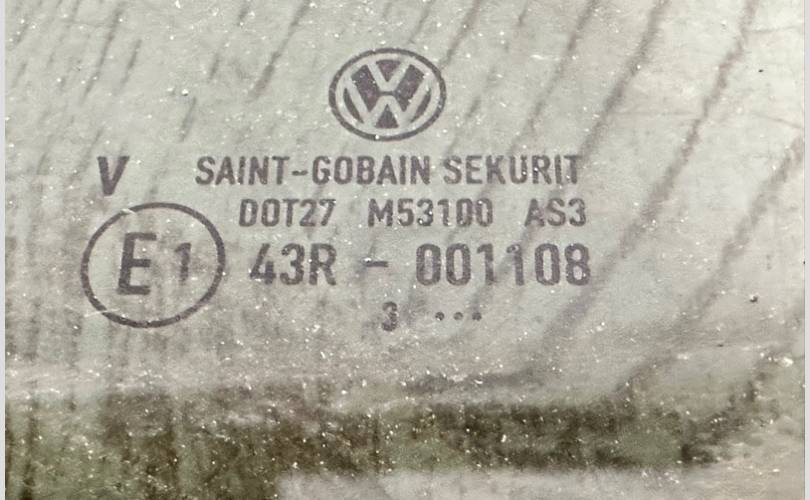 V SAINT-GOBAIN SEKURIT
DOT27 M53100 AS3
E1 43R - 001108
3 ...